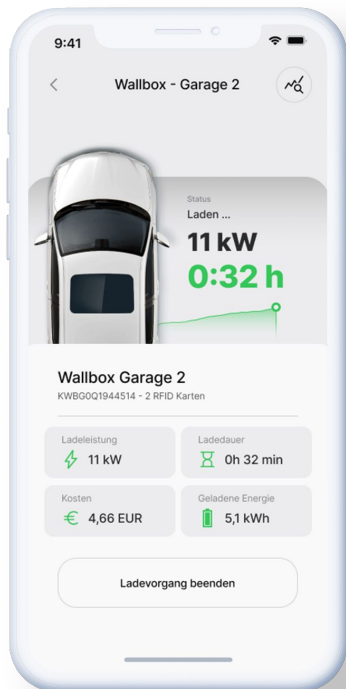 9:41
Wallbox - Garage 2
Status
Laden ...
11 kW
0:32 h
Wallbox Garage 2
KWBG0Q1944514 - 2 RFID Karten
Ladeleistung
11 kW
Ladedauer
0h 32 min
Kosten
€ 4,66 EUR
Geladene Energie
5,1 kWh
Ladevorgang beenden